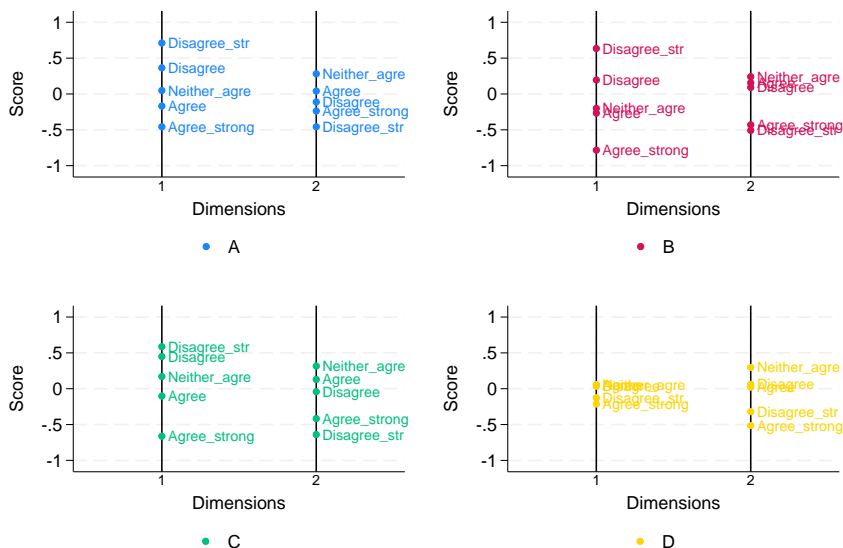 Score
1
.5
0
-.5
-1
Disagree_str
Disagree
Neither_agre
Agree
Agree_strong
Neither_agre
Agree
Disagree
Agree_strong
Disagree_str
1
2
Dimensions
A
Score
1
.5
0
-.5
-1
Disagree_str
Disagree
Neither_agre
Agree
Agree_strong
Neither_agre
Agree
Disagree
Agree_strong
Disagree_str
1
2
Dimensions
B
Score
1
.5
0
-.5
-1
Disagree_str
Disagree
Neither_agre
Agree
Agree_strong
Neither_agre
Agree
Disagree
Agree_strong
Disagree_str
1
2
Dimensions
C
Score
1
.5
0
-.5
-1
Neither_agre
Disagree_str
Agree_strong
Neither_agre
Disagree
Agree
Disagree_str
Agree_strong
1
2
Dimensions
D